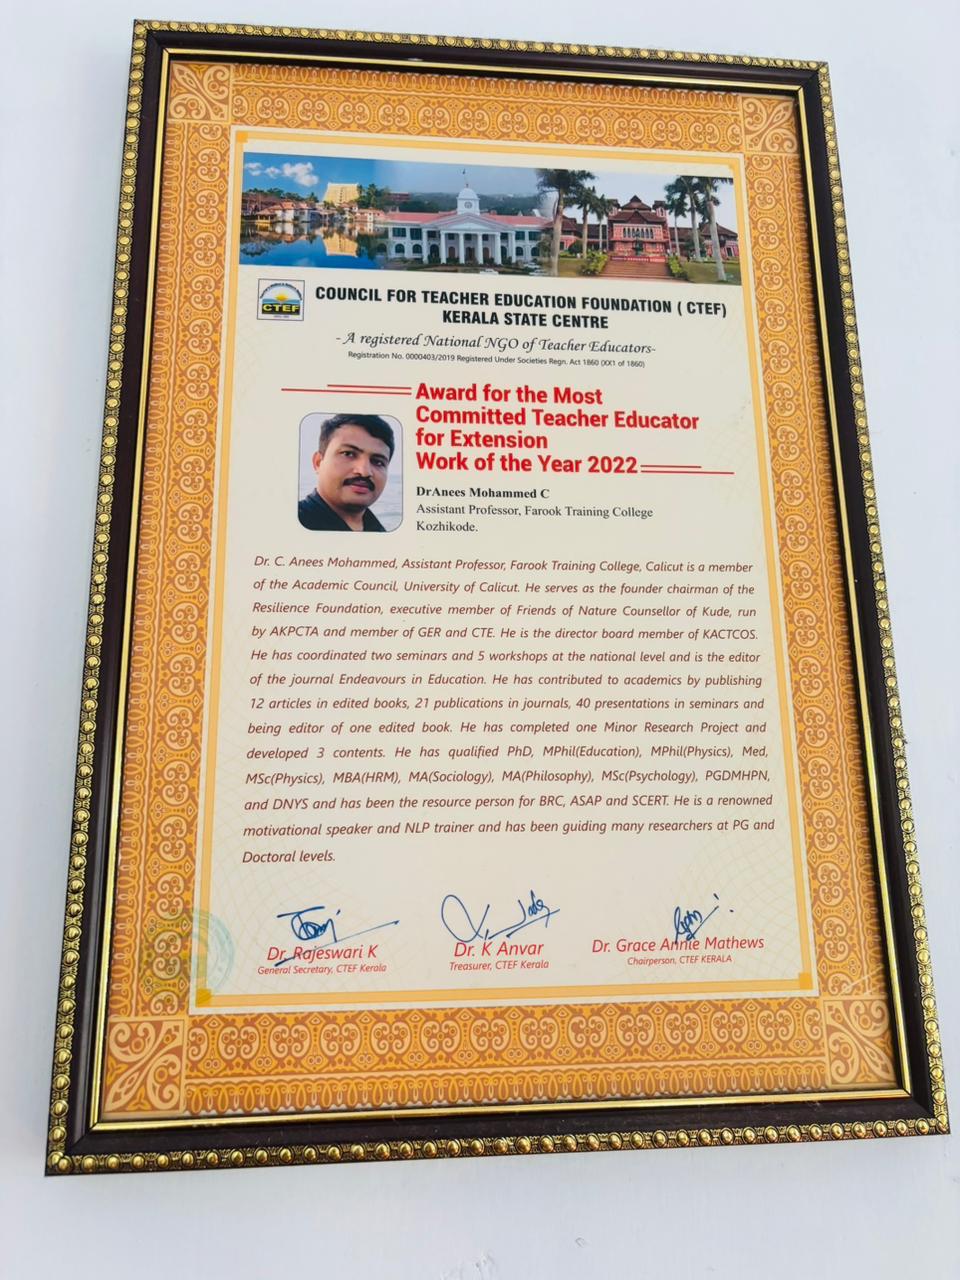 CTEF
COUNCIL FOR TEACHER EDUCATION FOUNDATION ( CTEF)
KERALA STATE CENTRE
- A registered National NGO of Teacher Educators-
Registration No. 0000403/2019 Registered Under Societies Regn. Act 1860 (XX1 of 1860)
Award for the Most
Committed Teacher Educator
for Extension
Work of the Year 2022
DrAnees Mohammed C
Assistant Professor, Farook Training College
Kozhikode.
Dr. C. Anees Mohammed, Assistant Professor, Farook Training College, Calicut is a member
of the Academic Council, University of Calicut. He serves as the founder chairman of the
Resilience Foundation, executive member of Friends of Nature Counsellor of Kude, run
by AKPCTA and member of GER and CTE. He is the director board member of KACTCOS.
He has coordinated two seminars and 5 workshops at the national level and is the editor
of the journal Endeavours in Education. He has contributed to academics by publishing
12 articles in edited books, 21 publications in journals, 40 presentations in seminars and
being editor of one edited book. He has completed one Minor Research Project and
developed 3 contents. He has qualified PhD, MPhil(Education), MPhil(Physics), Med,
MSc(Physics), MBA(HRM), MA(Sociology), MA(Philosophy), MSc(Psychology), PGDMHPN,
and DNYS and has been the resource person for BRC, ASAP and SCERT. He is a renowned
motivational speaker and NLP trainer and has been guiding many researchers at PG and
Doctoral levels.
Dr. Rajeswari K
General Secretary, CTEF Kerala
Dr. K Anvar
Treasurer, CTEF Kerala
Dr. Grace Annie Mathews
Chairperson, CTEF KERALA